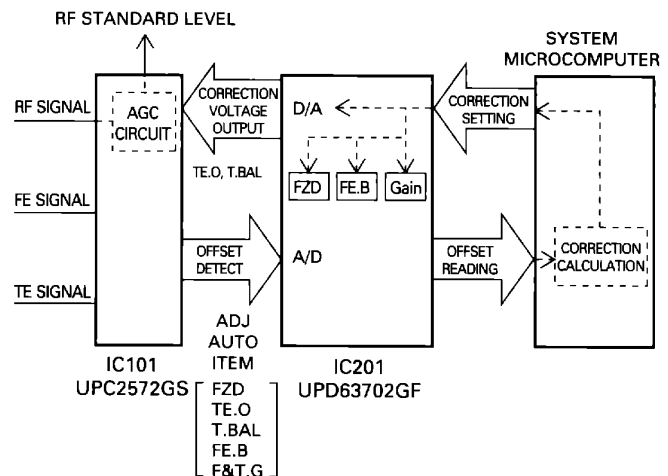 RF STANDARD LEVEL
SYSTEM
MICROCOMPUTER
RF SIGNAL
AGC
CIRCUIT
CORRECTION
VOLTAGE
OUTPUT
D/A
CORRECTION
SETTING
TE.O, T.BAL
FZD
FE.B
Gain
FE SIGNAL
OFFSET
DETECT
A/D
OFFSET
READING
CORRECTION
CALCULATION
TE SIGNAL
ADJ
AUTO
ITEM
IC101
UPC2572GS
IC201
UPD63702GF
FZD
TE.O
T.BAL
FE.B
F&T.G